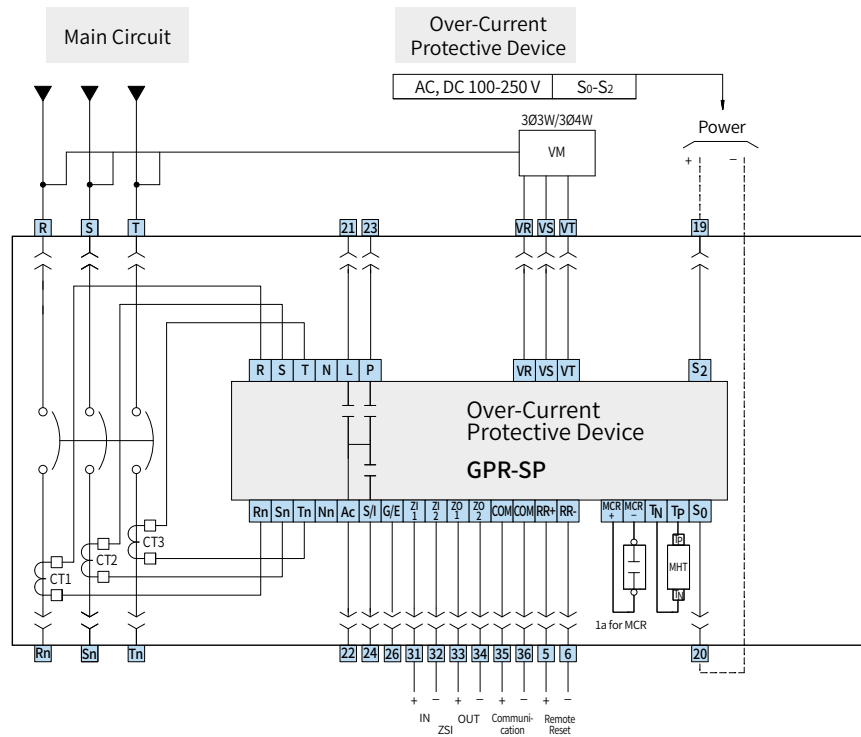 Main Circuit
Over-Current
Protective Device
AC, DC 100-250 V
S0-S2
3Ø3W/3Ø4W
VM
Power
+ −
R S T 21 23 VR VS VT 19
R S T N L P VR VS VT S2
Over-Current
Protective Device
GPR-SP
Rn Sn Tn Nn Ac S/I G/E ZI 1 ZI 2 ZO 1 ZO 2 COM COM RR+ RR- MCR + MCR − TN TP S0
CT1 CT2 CT3
TP
MHT
TN
1a for MCR
Rn Sn Tn 22 24 26 31 32 33 34 35 36 5 6 20
+ − + − + − + −
IN OUT
ZSI
Communi-
cation
Remote
Reset